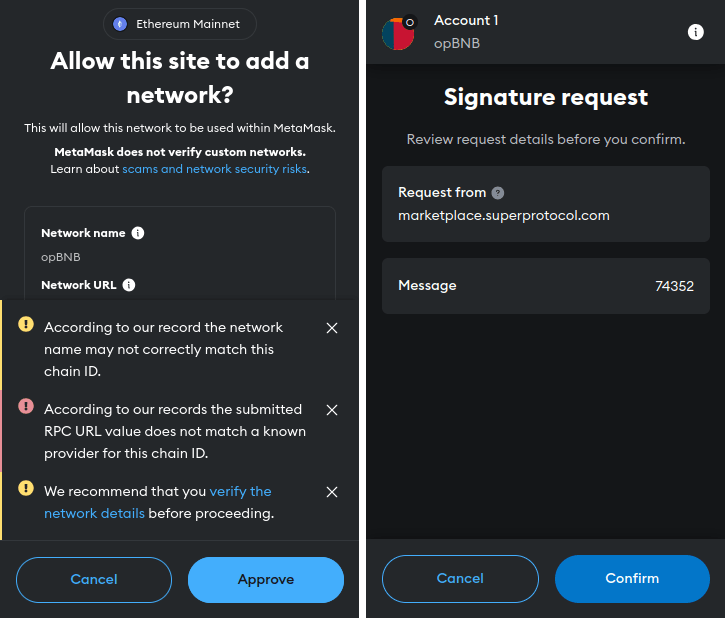 Ethereum Mainnet
Allow this site to add a
network?
This will allow this network to be used within MetaMask.
MetaMask does not verify custom networks.
Learn about scams and network security risks.
Network name
opBNB
Network URL
According to our record the network
name may not correctly match this
chain ID.
According to our records the submitted
RPC URL value does not match a known
provider for this chain ID.
We recommend that you verify the
network details before proceeding.
Cancel
Approve
Account 1
opBNB
Signature request
Review request details before you confirm.
Request from
marketplace.superprotocol.com
Message 74352
Cancel
Confirm